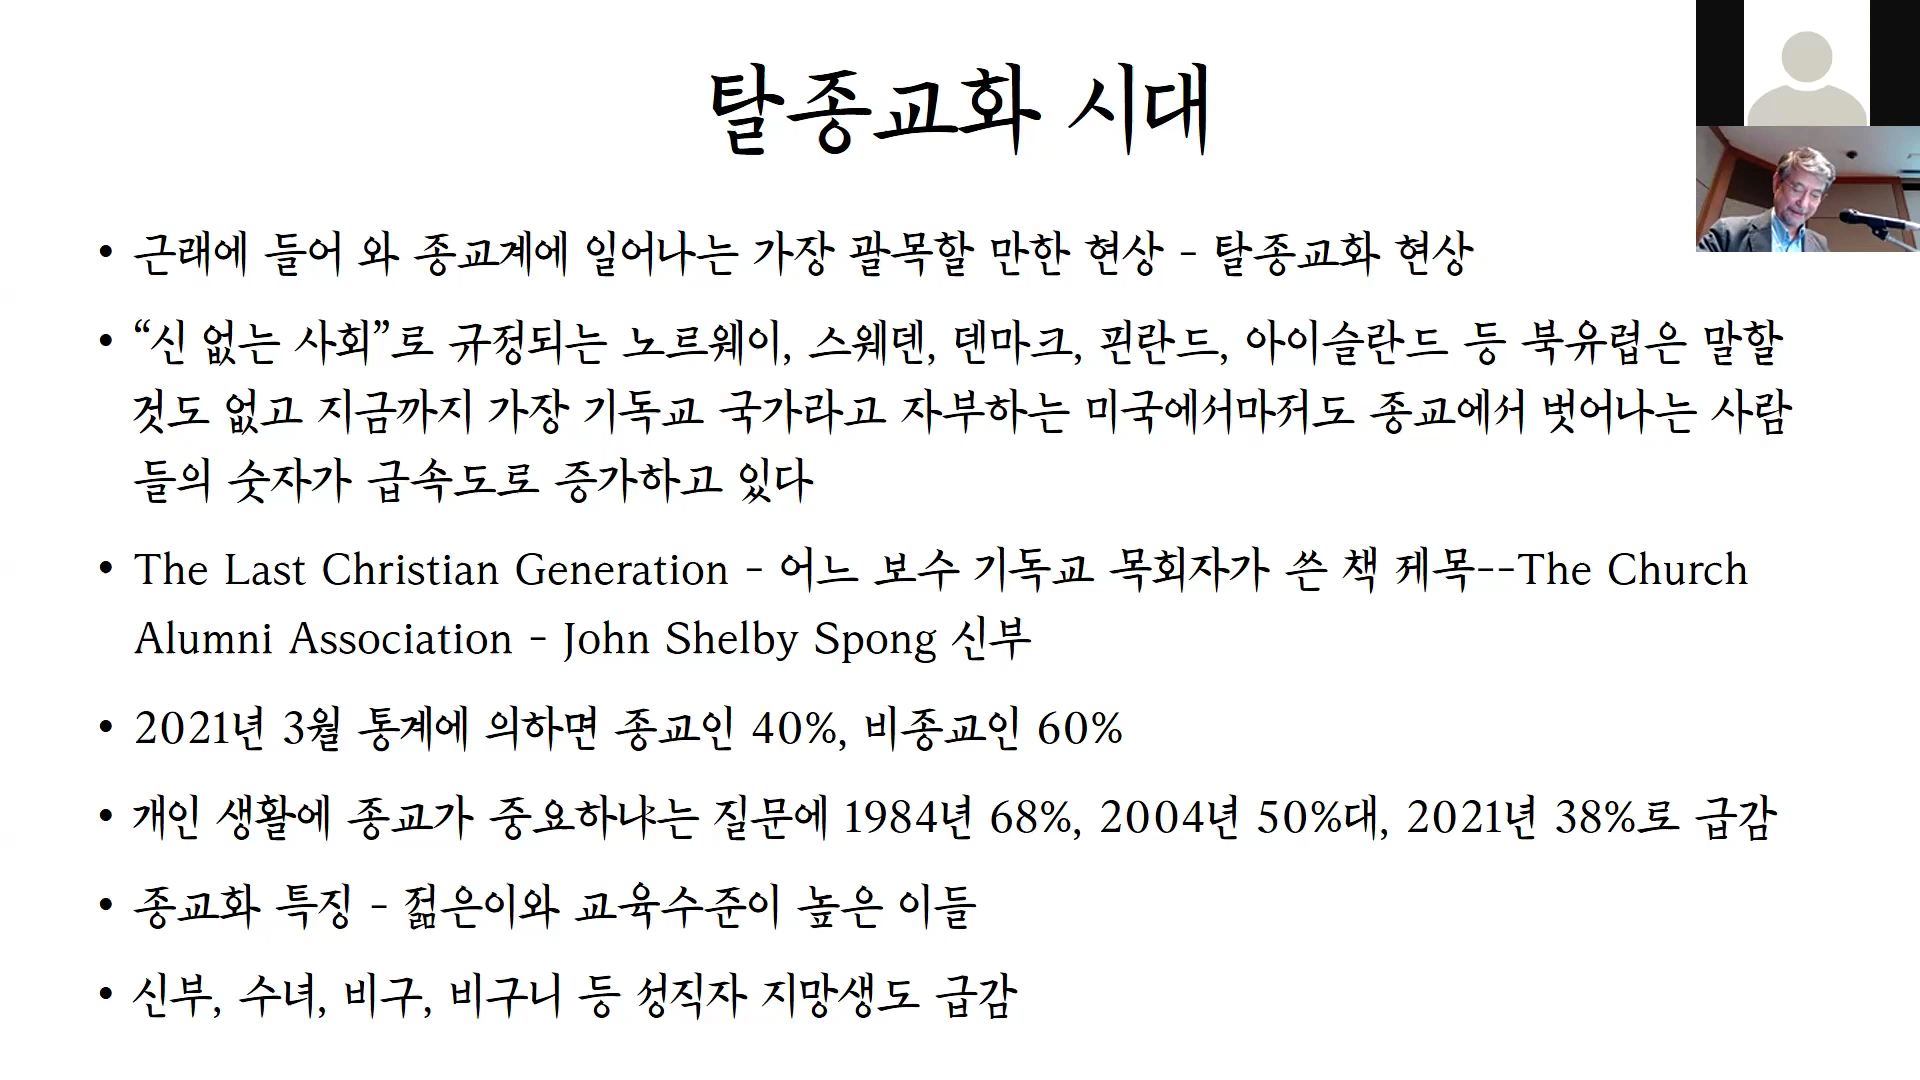 탈종교화 시대
• 근래에 들어 와 종교계에 일어나는 가장 괄목할 만한 현상 – 탈종교화 현상
• “신 없는 사회”로 규정되는 노르웨이, 스웨덴, 덴마크, 핀란드, 아이슬란드 등 북유럽은 말할
것도 없고 지금까지 가장 기독교 국가라고 자부하는 미국에서마저도 종교에서 벗어나는 사람
들의 숫자가 급속도로 증가하고 있다
• The Last Christian Generation – 어느 보수 기독교 목회자가 쓴 책 제목--The Church
Alumni Association – John Shelby Spong 신부
• 2021년 3월 통계에 의하면 종교인 40%, 비종교인 60%
• 개인 생활에 종교가 중요하냐는 질문에 1984년 68%, 2004년 50%대, 2021년 38%로 급감
• 종교화 특징 – 젊은이와 교육수준이 높은 이들
• 신부, 수녀, 비구, 비구니 등 성직자 지망생도 급감